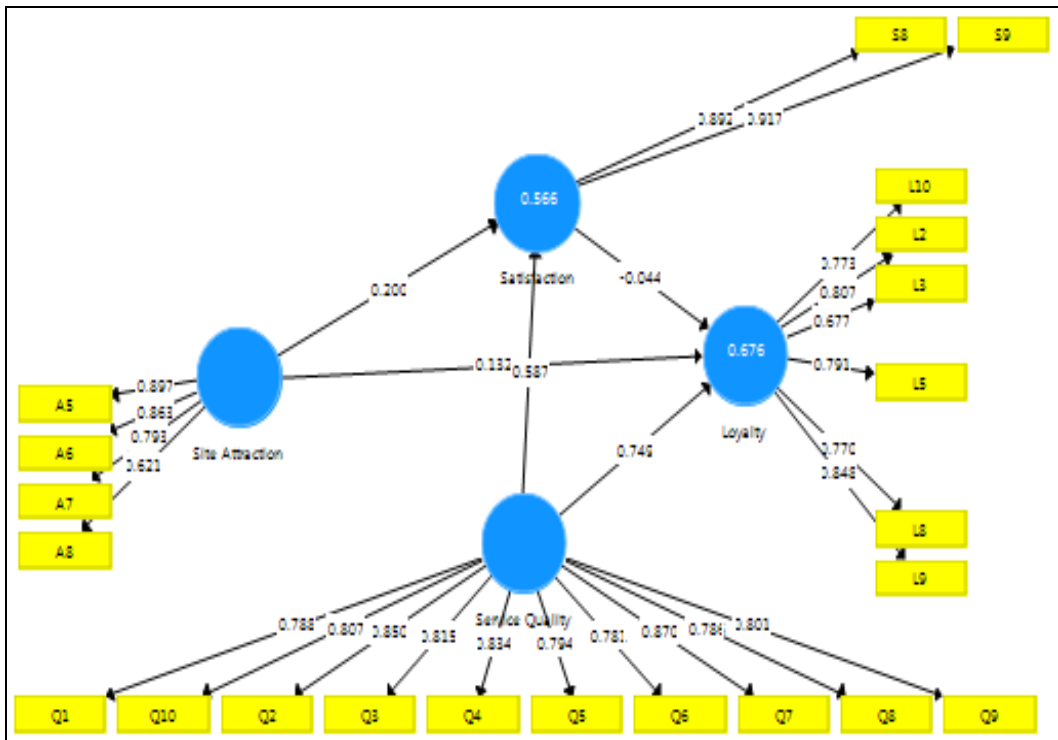 S8 S9
0.892 0.917
0.566
Satisfaction
L10
L2
L3
0.773
0.807
0.677
0.200
-0.044
0.132
0.587
0.676
0.791
L5
Loyalty
A5
A6
A7
A8
0.897
0.863
0.793
0.621
Site Attraction
0.770
0.848
L8
L9
Service Quality
0.788 0.807 0.850 0.815 0.834 0.794 0.781 0.870 0.801
Q1 Q10 Q2 Q3 Q4 Q5 Q6 Q7 Q8 Q9